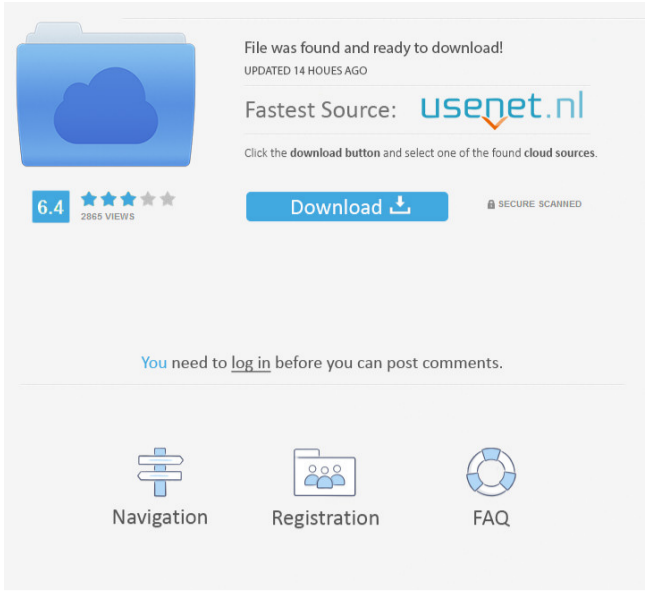 File was found and ready to download!
UPDATED 14 HOUES AGO
Fastest Source: usenet.nl
Click the download button and select one of the found cloud sources.
6.4
2865 VIEWS
Download
SECURE SCANNED
You need to log in before you can post comments.
Navigation
Registration
FAQ